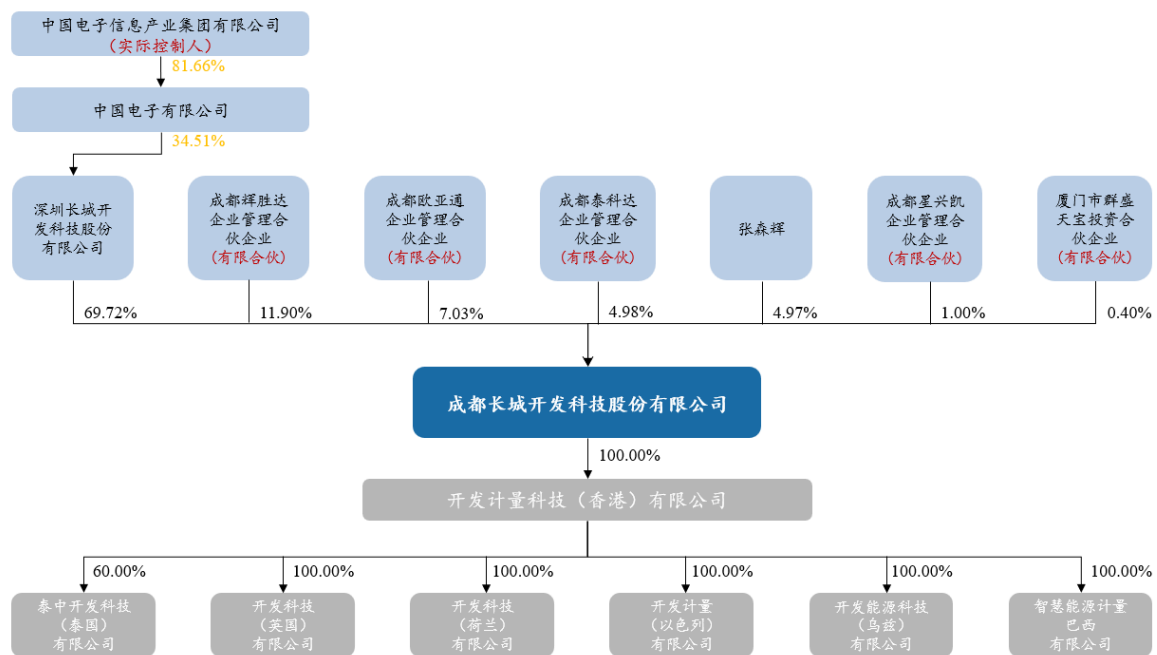 中国电子信息产业集团有限公司
(实际控制人)
81.66%
中国电子有限公司
34.51%
深圳长城开
发科技股份
有限公司
成都辉胜达
企业管理合
伙企业
(有限合伙)
成都欧亚通
企业管理合
伙企业
(有限合伙)
成都泰科达
企业管理合
伙企业
(有限合伙)
张森辉
成都星兴凯
企业管理合
伙企业
(有限合伙)
厦门市群盛
天宝投资合
伙企业
(有限合伙)
69.72%
11.90%
7.03%
4.98%
4.97%
1.00%
0.40%
成都长城开发科技股份有限公司
100.00%
开发计量科技（香港）有限公司
60.00%
100.00%
100.00%
100.00%
100.00%
100.00%
泰中开发科技
（泰国）
有限公司
开发科技
（英国）
有限公司
开发科技
（荷兰）
有限公司
开发计量
（以色列）
有限公司
开发能源科技
（乌兹）
有限公司
智慧能源计量
巴西
有限公司